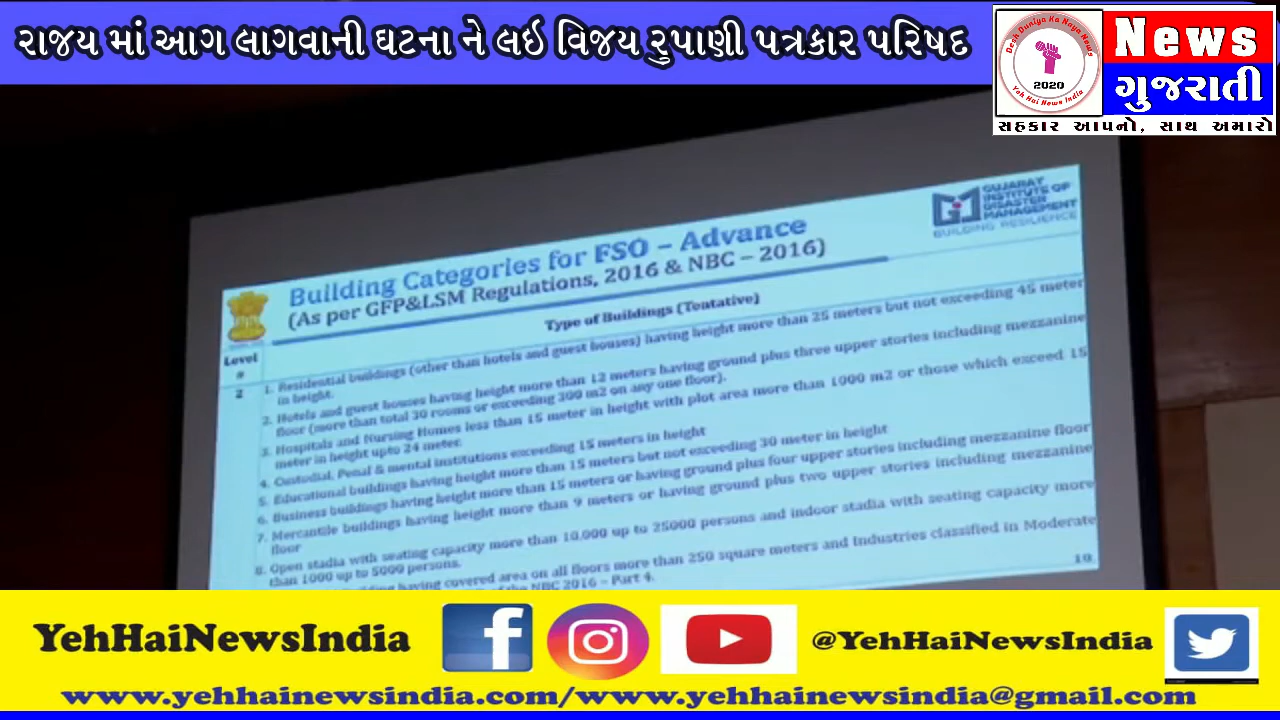 રાજય માં આગ લાગવાની ઘટના ને લઇ વિજય રુપાણી પત્રકાર પરિષદ
Desh Duniya Ka Naya News
2020
Yeh Hai News India
News
ગુજરાતી
સહકાર આપનો, સાથ અમારો
GUJARAT
INSTITUTE OF
DISASTER
MANAGEMENT
BUILDING RESILIENCE
Building Categories for FSO – Advance
(As per GFP&LSM Regulations, 2016 & NBC – 2016)
Level
#
Type of Buildings (Tentative)
2
1. Residential buildings (other than hotels and guest houses) having height more than 25 meters but not exceeding 45 meter
in height.
2. Hotels and guest houses having height more than 12 meters having ground plus three upper stories including mezzanine
floor (more than total 30 rooms or exceeding 300 m2 on any one floor).
3. Hospitals and Nursing Homes less than 15 meter in height with plot area more than 1000 m2 or those which exceed 15
meter in height upto 24 meter.
4. Custodial, Penal & mental institutions exceeding 15 meters in height
5. Educational buildings having height more than 15 meters but not exceeding 30 meter in height
6. Business buildings having height more than 15 meters or having ground plus four upper stories including mezzanine floor
7. Mercantile buildings having height more than 9 meters or having ground plus two upper stories including mezzanine
floor
8. Open stadia with seating capacity more than 10,000 up to 25000 persons and indoor stadia with seating capacity more
than 1000 up to 5000 persons.
having covered area on all floors more than 250 square meters and Industries classified in Moderate
of the NBC 2016 – Part 4.
10
YehHaiNewsIndia
@YehHaiNewsIndia
www.yehhainewsindia.com/www.yehhainewsindia@gmail.com